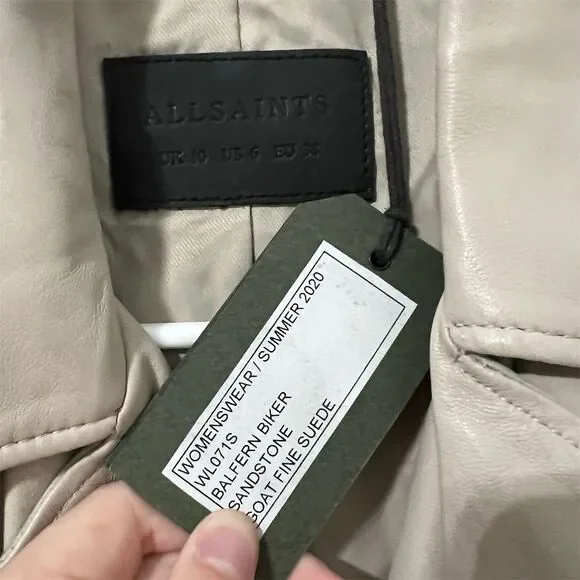 ALLSAINTS
UK 10 US 6 EU 38
WOMENSWEAR / SUMMER 2020
WL071S
BALFERN BIKER
SANDSTONE
GOAT FINE SUEDE